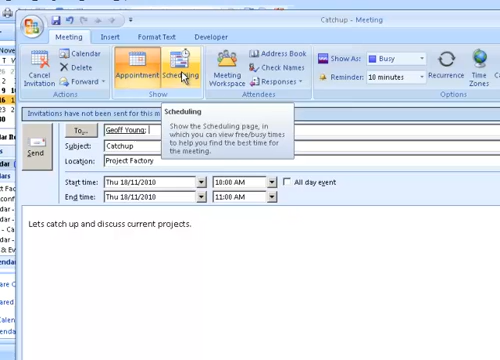 Catchup - Meeting
Meeting Insert Format Text Developer
Cancel Invitation
Calendar
Delete
Forward
Actions
Appointment
Scheduling
Show
Meeting Workspace
Address Book
Check Names
Responses
Attendees
Show As: Busy
Reminder: 10 minutes
Recurrence
Time Zones
Options
Invitations have not been sent for this m
Scheduling
Show the Scheduling page, in
which you can view free/busy times
to help you find the best time for
the meeting.
Send
To... Geoff Young;
Subject: Catchup
Location: Project Factory
Start time: Thu 18/11/2010 10:00 AM All day event
End time: Thu 18/11/2010 11:00 AM
Lets catch up and discuss current projects.